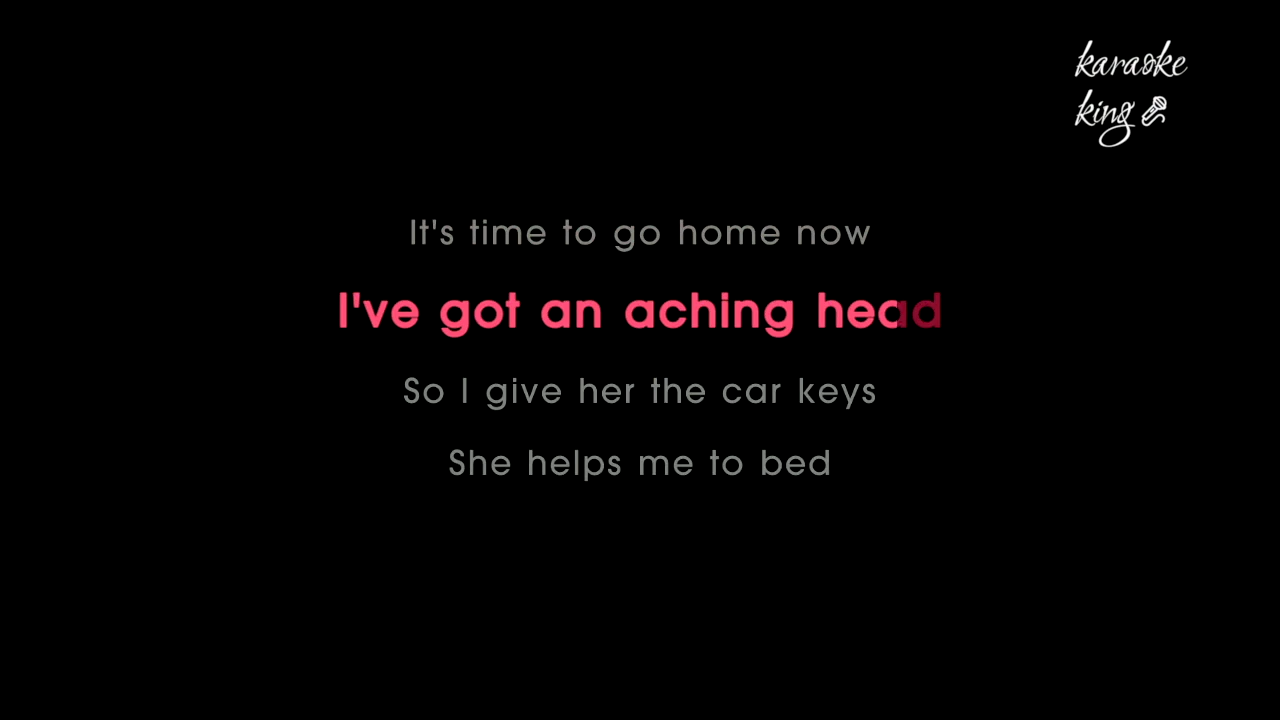 karaoke
king
It's time to go home now
I've got an aching head
So I give her the car keys
She helps me to bed